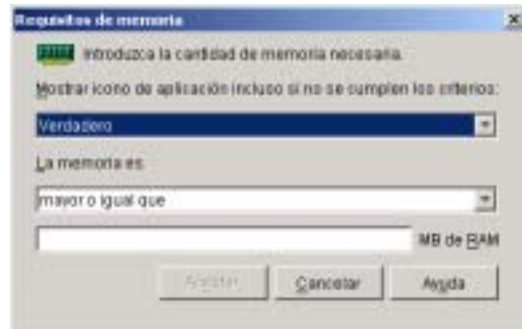 Requisitos de memoria
Introduzca la cantidad de memoria necesaria.
Mostrar icono de aplicación incluso si no se cumplen los criterios:
Verdadero
La memoria es
mayor o igual que
MB de RAM
Aceptar Cancelar Ayuda